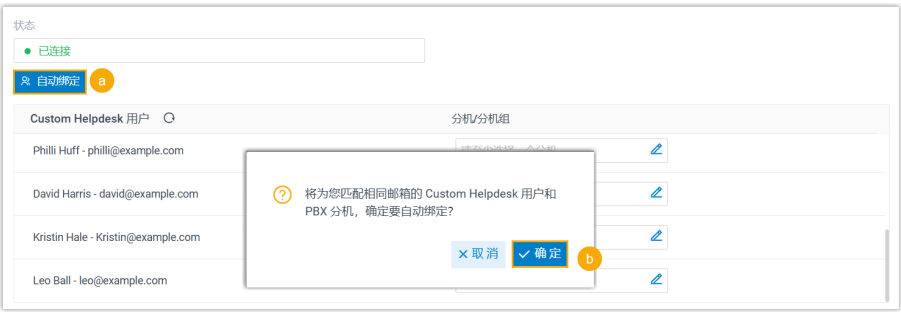 状态
已连接
自动绑定 a
Custom Helpdesk 用户 分机/分机组
Philli Huff - philli@example.com
David Harris - david@example.com
将为您匹配相同邮箱的 Custom Helpdesk 用户和
PBX 分机，确定要自动绑定？
Kristin Hale - Kristin@example.com
取消 确定 b
Leo Ball - leo@example.com